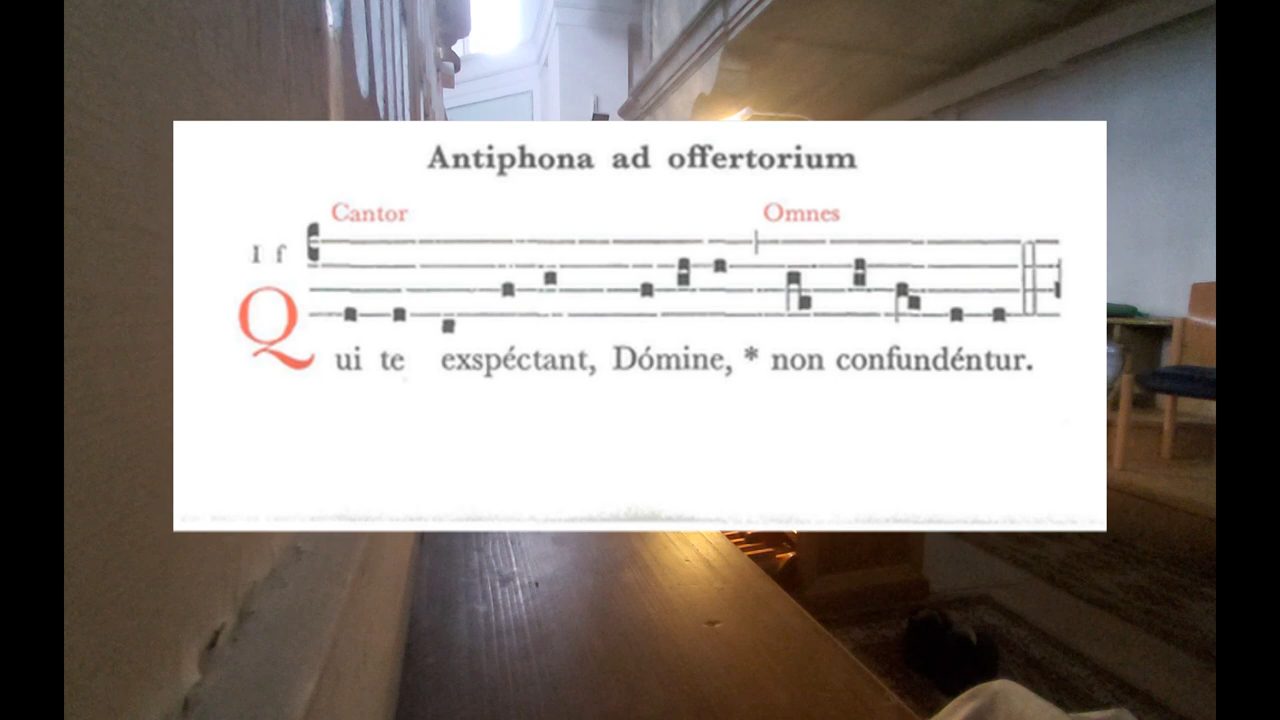 Antiphona ad offertorium
Cantor Omnes
I f
Qui te exspéctant, Dómine, * non confundéntur.